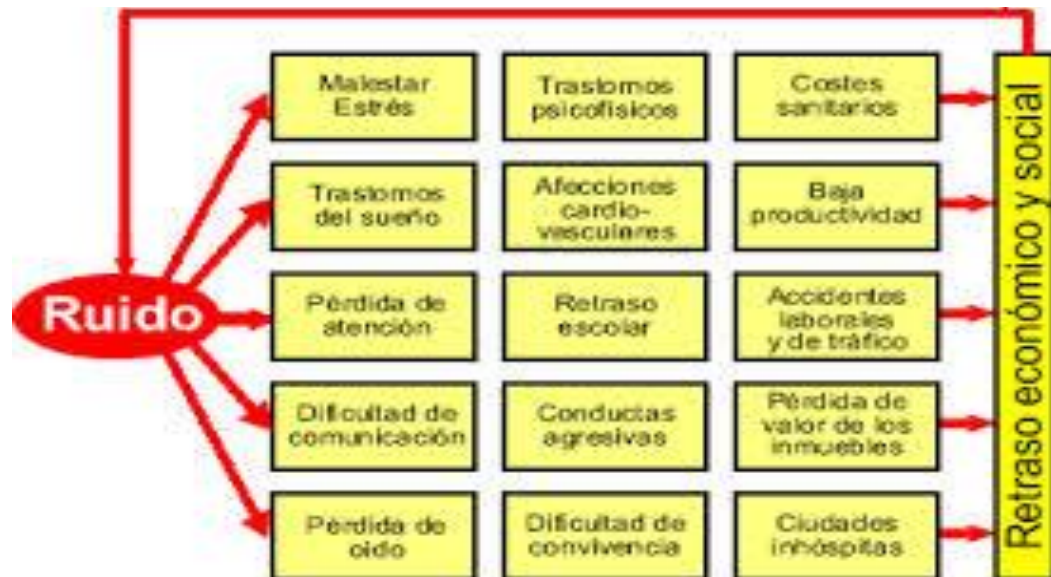 Malestar
Estrés
Trastornos
psicofísicos
Costes
sanitarios
Trastornos
del sueño
Afecciones
cardio-
vasculares
Baja
productividad
Ruido
Pérdida de
atención
Retraso
escolar
Accidentes
laborales
y de tráfico
Dificultad de
comunicación
Conductas
agresivas
Pérdida de
valor de los
inmuebles
Pérdida de
oido
Dificultad de
convivencia
Ciudades
inhóspitas
Retraso económico y social